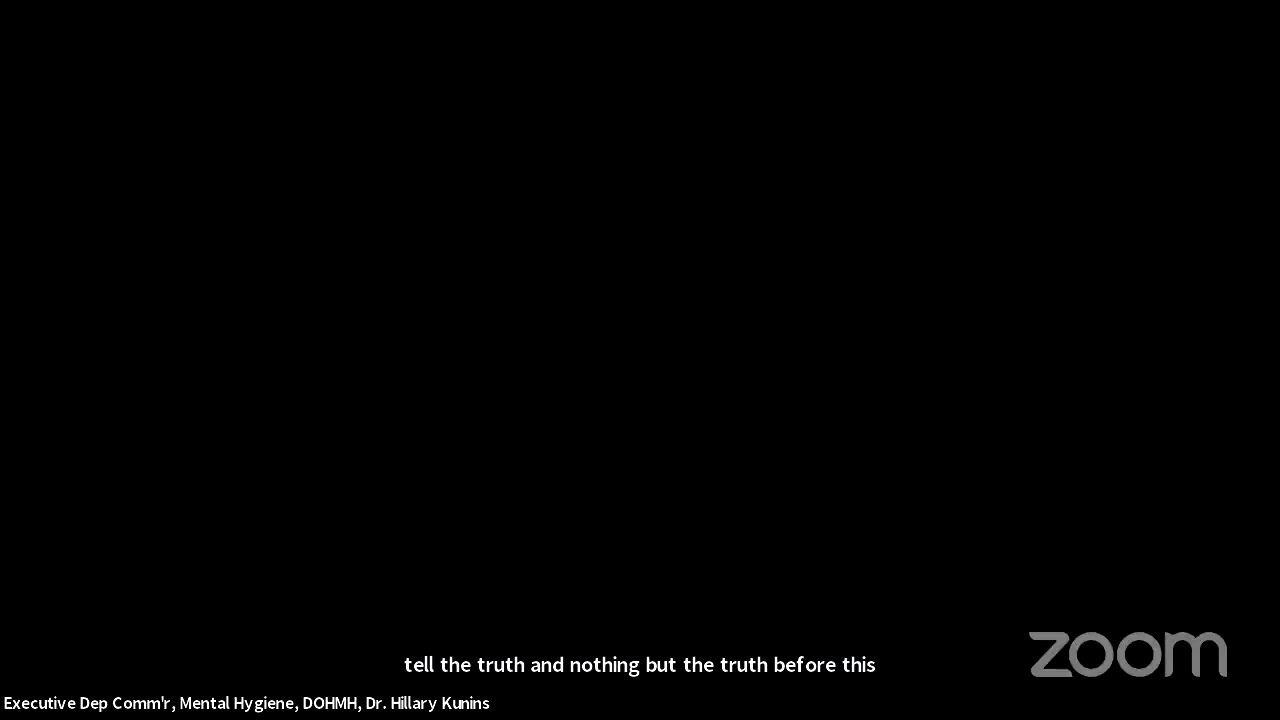 tell the truth and nothing but the truth before this
zoom
Executive Dep Comm'r, Mental Hygiene, DOHMH, Dr. Hillary Kunins